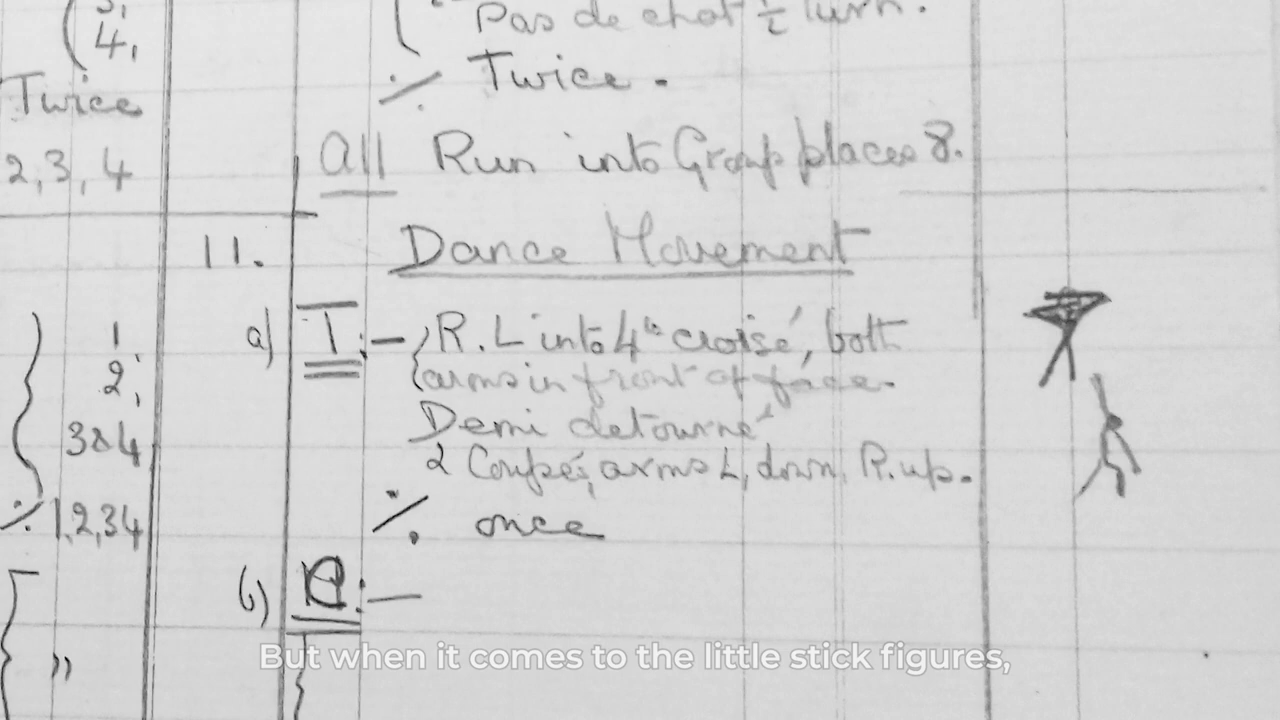 3,
4,
Pas de chat ½ turn.
Twice
⁒ Twice.
2, 3, 4
all Run into Group places 8.
11. Dance Movement
1,
a) T:- R. L into 4th croisé, both
2,
arms in front of face.
3&4
Demi detourné
2 Coupés, arms L, down, R. up.
⁒ 1,2,34
⁒ once
b)
"
But when it comes to the little stick figures,